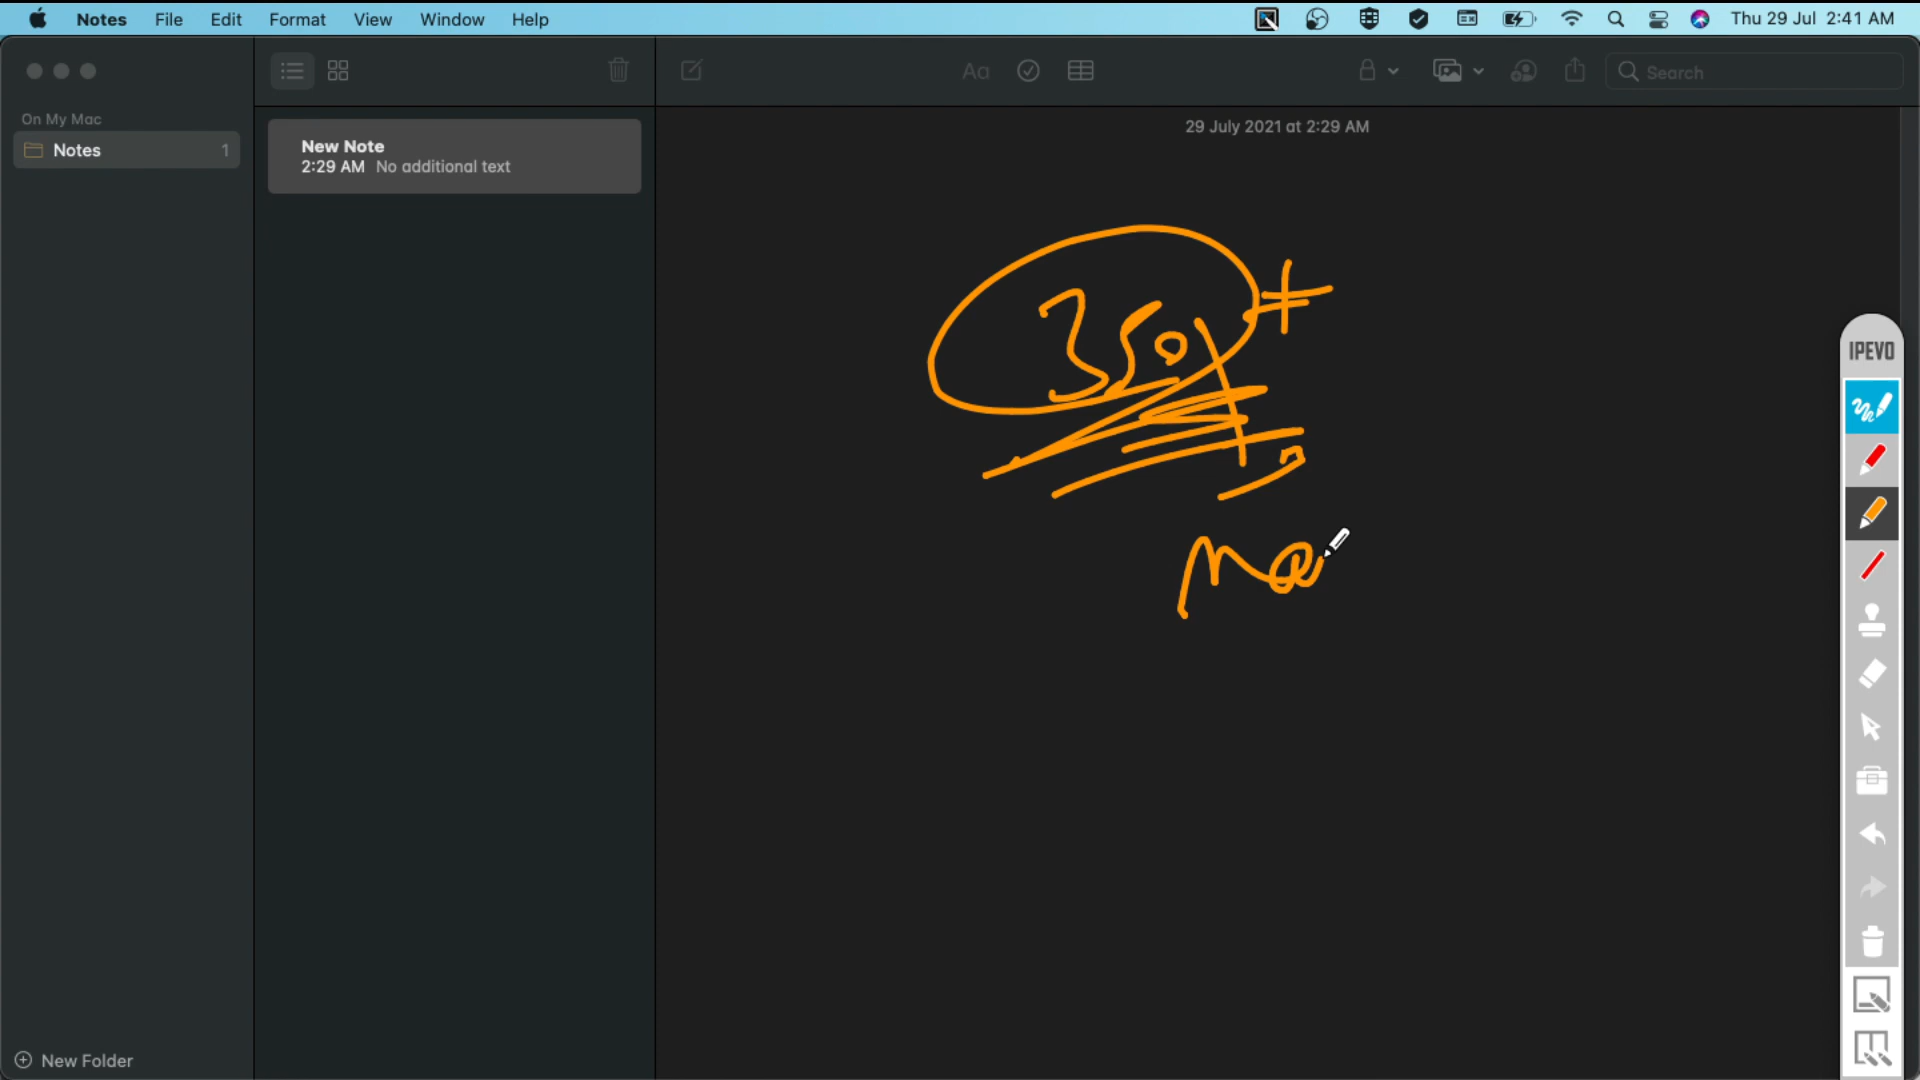 Notes File Edit Format View Window Help Thu 29 Jul 2:41 AM
Aa Search
On My Mac
Notes 1
New Note
2:29 AM No additional text
29 July 2021 at 2:29 AM
350+
IPEVO
New Folder